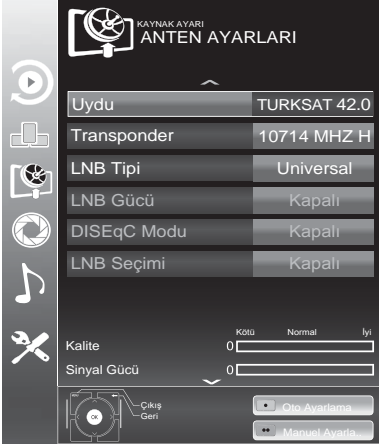 KAYNAK AYARI
ANTEN AYARLARI
Uydu TURKSAT 42.0
Transponder 10714 MHZ H
LNB Tipi Universal
LNB Gücü Kapalı
DISEqC Modu Kapalı
LNB Seçimi Kapalı
Kötü Normal İyi
Kalite 0
Sinyal Gücü 0
MENU
OK
Çıkış
Geri
Oto Ayarlama
Manuel Ayarla..